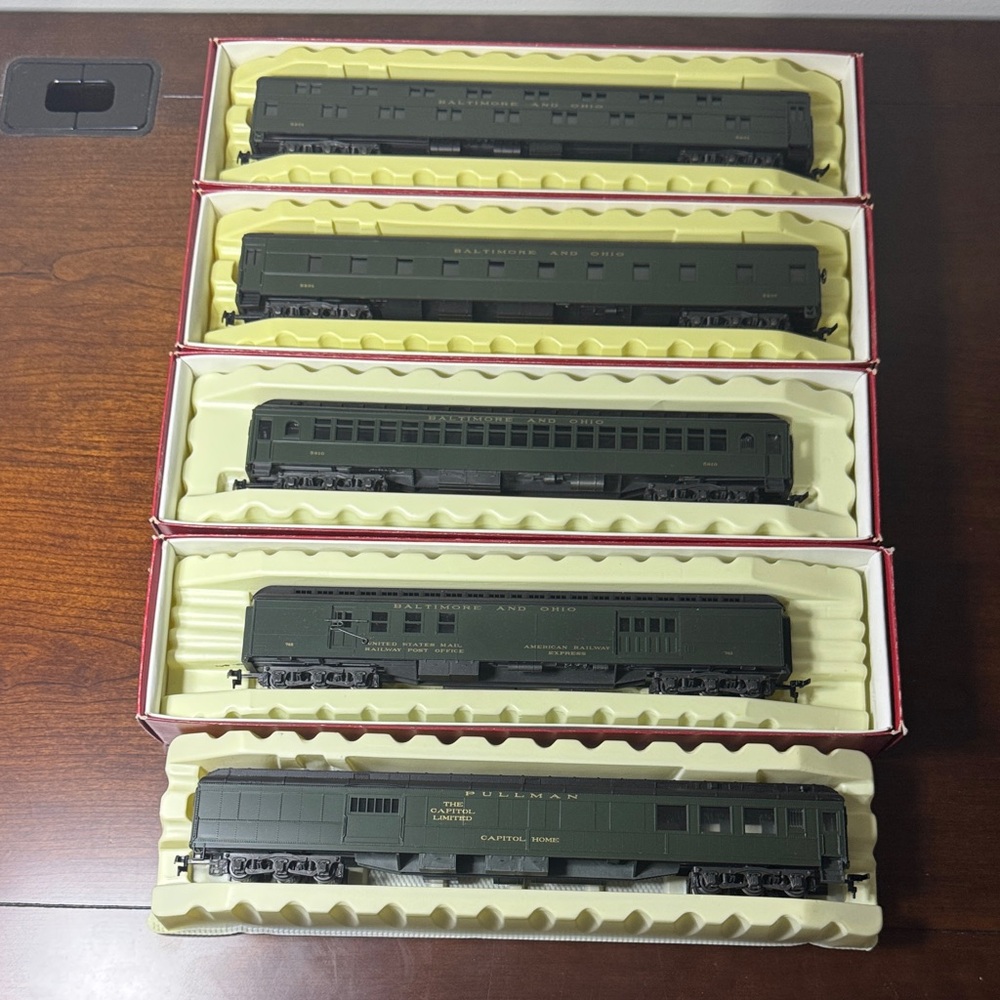 BALTIMORE AND OHIO
BALTIMORE AND OHIO
BALTIMORE AND OHIO
BALTIMORE AND OHIO
UNITED STATES MAIL
RAILWAY POST OFFICE
AMERICAN RAILWAY
EXPRESS
PULLMAN
THE
CAPITOL
LIMITED
CAPITOL HOME